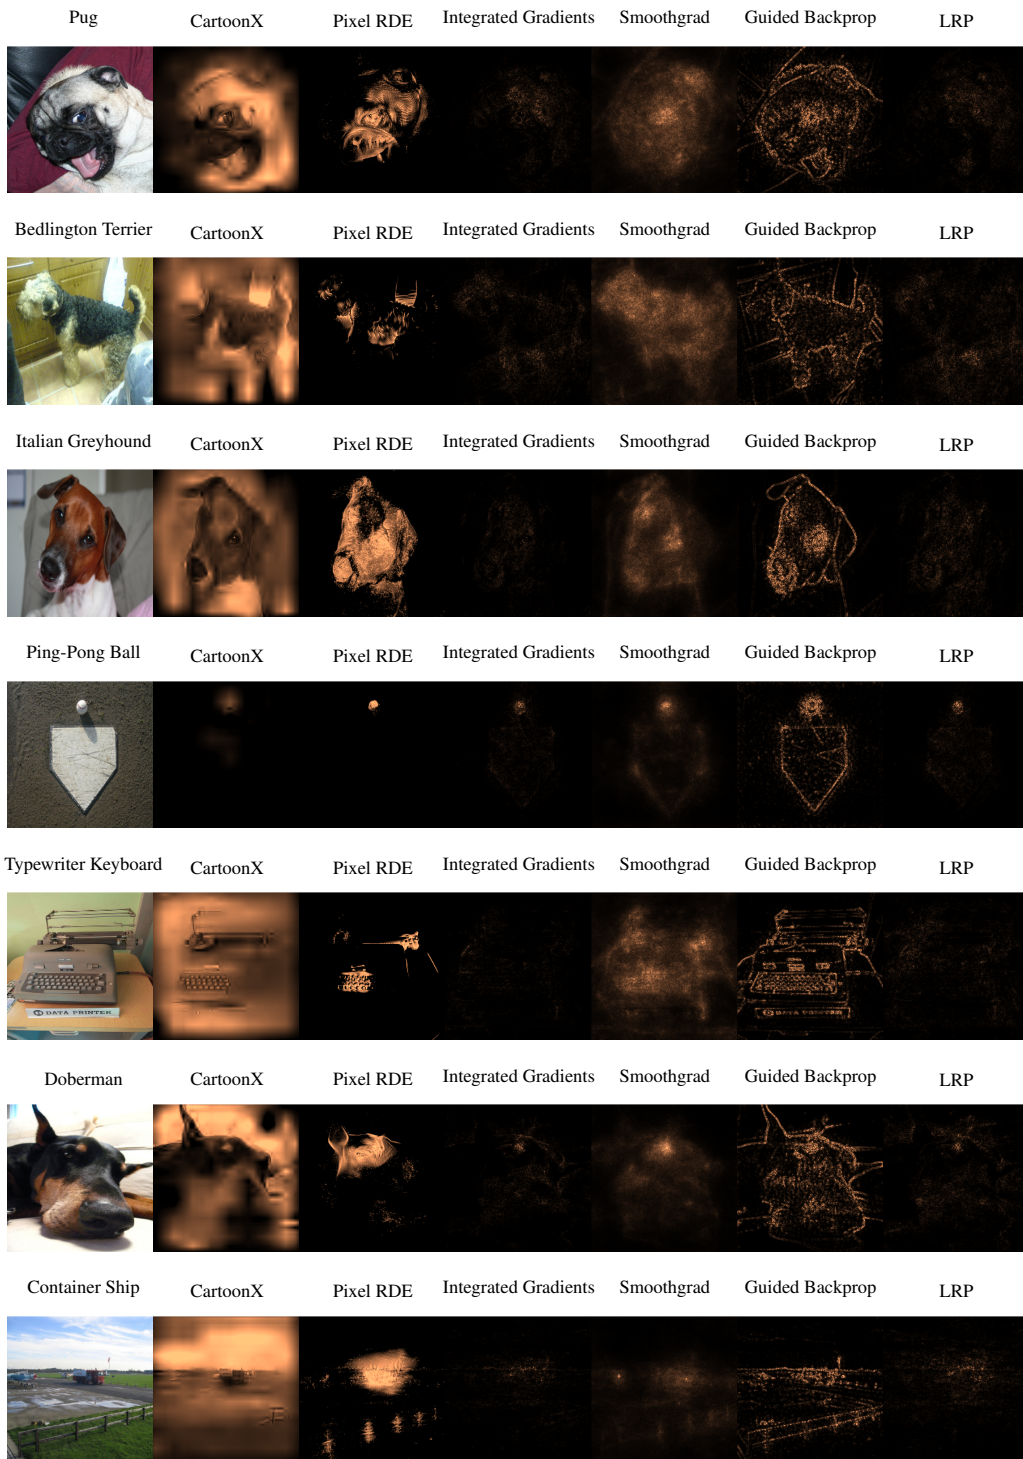 Pug CartoonX Pixel RDE Integrated Gradients Smoothgrad Guided Backprop LRP
Bedlington Terrier CartoonX Pixel RDE Integrated Gradients Smoothgrad Guided Backprop LRP
Italian Greyhound CartoonX Pixel RDE Integrated Gradients Smoothgrad Guided Backprop LRP
Ping-Pong Ball CartoonX Pixel RDE Integrated Gradients Smoothgrad Guided Backprop LRP
Typewriter Keyboard CartoonX Pixel RDE Integrated Gradients Smoothgrad Guided Backprop LRP
DATA PRINTER DATA PRINTER
Doberman CartoonX Pixel RDE Integrated Gradients Smoothgrad Guided Backprop LRP
Container Ship CartoonX Pixel RDE Integrated Gradients Smoothgrad Guided Backprop LRP